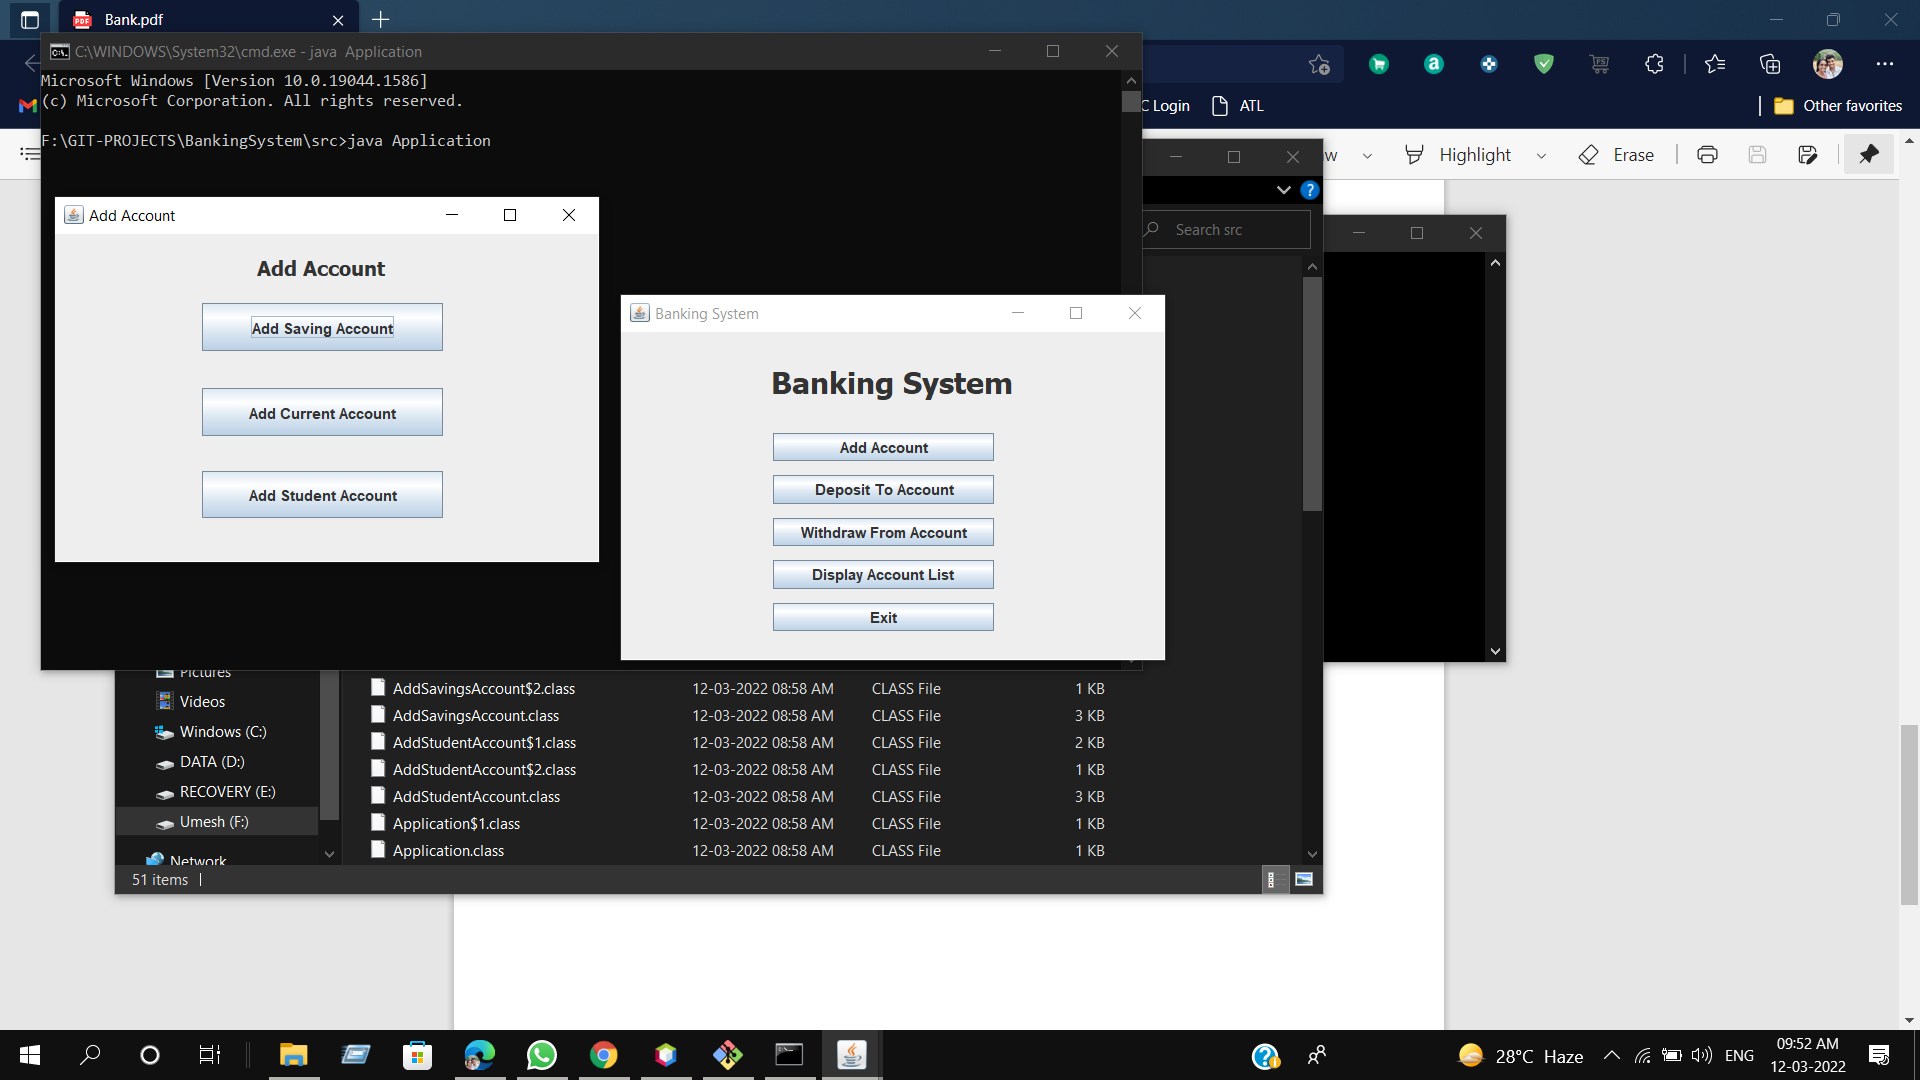 Bank.pdf
C:\WINDOWS\System32\cmd.exe - java  Application
Microsoft Windows [Version 10.0.19044.1586]
(c) Microsoft Corporation. All rights reserved.
F:\GIT-PROJECTS\BankingSystem\src>java Application
C Login
ATL
Other favorites
Highlight
Erase
Search src
Add Account
Add Account
Add Saving Account
Add Current Account
Add Student Account
Banking System
Banking System
Add Account
Deposit To Account
Withdraw From Account
Display Account List
Exit
Pictures
Videos
Windows (C:)
DATA (D:)
RECOVERY (E:)
Umesh (F:)
Network
AddSavingsAccount$2.class 12-03-2022 08:58 AM CLASS File 1 KB
AddSavingsAccount.class 12-03-2022 08:58 AM CLASS File 3 KB
AddStudentAccount$1.class 12-03-2022 08:58 AM CLASS File 2 KB
AddStudentAccount$2.class 12-03-2022 08:58 AM CLASS File 1 KB
AddStudentAccount.class 12-03-2022 08:58 AM CLASS File 3 KB
Application$1.class 12-03-2022 08:58 AM CLASS File 1 KB
Application.class 12-03-2022 08:58 AM CLASS File 1 KB
51 items
28°C Haze
ENG
09:52 AM
12-03-2022